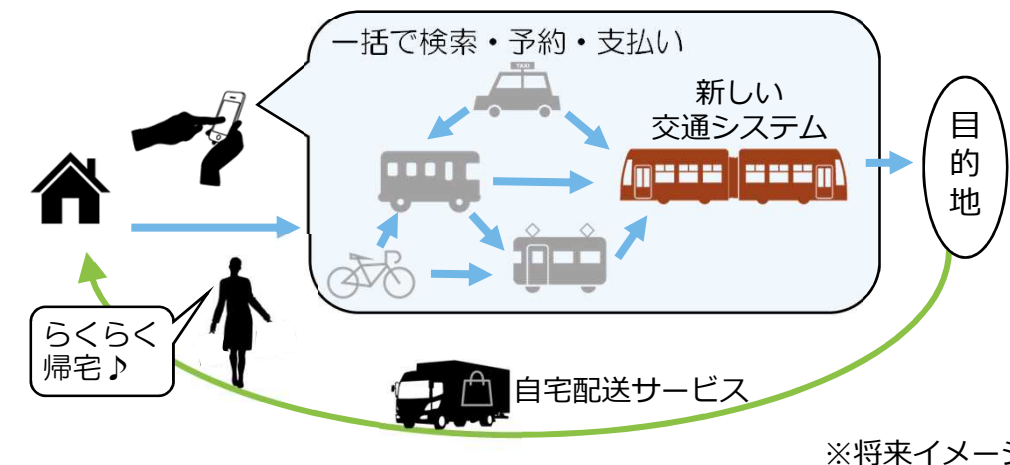 一括で検索・予約・支払い
TAXI
新しい
交通システム
目的地
らくらく
帰宅♪
自宅配送サービス
※将来イメージ